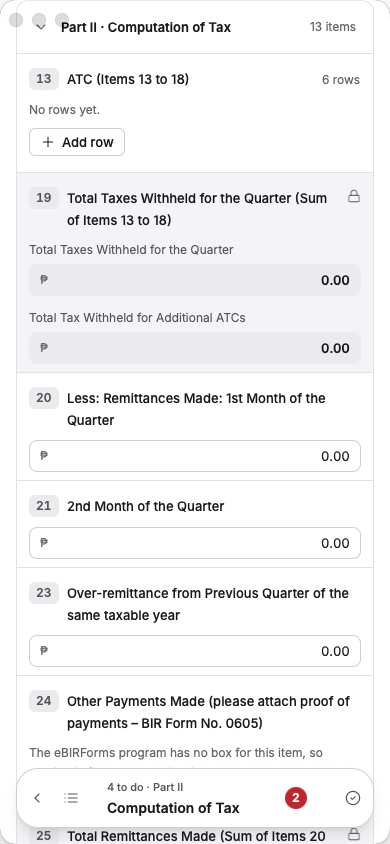 Part II · Computation of Tax
13 items
13
ATC (Items 13 to 18)
6 rows
No rows yet.
+ Add row
19
Total Taxes Withheld for the Quarter (Sum
of Items 13 to 18)
Total Taxes Withheld for the Quarter
₱ 0.00
Total Tax Withheld for Additional ATCs
₱ 0.00
20
Less: Remittances Made: 1st Month of the
Quarter
₱ 0.00
21
2nd Month of the Quarter
₱ 0.00
23
Over-remittance from Previous Quarter of the
same taxable year
₱ 0.00
24
Other Payments Made (please attach proof of
payments – BIR Form No. 0605)
The eBIRForms program has no box for this item, so
4 to do · Part II
Computation of Tax
2
25
Total Remittances Made (Sum of Items 20